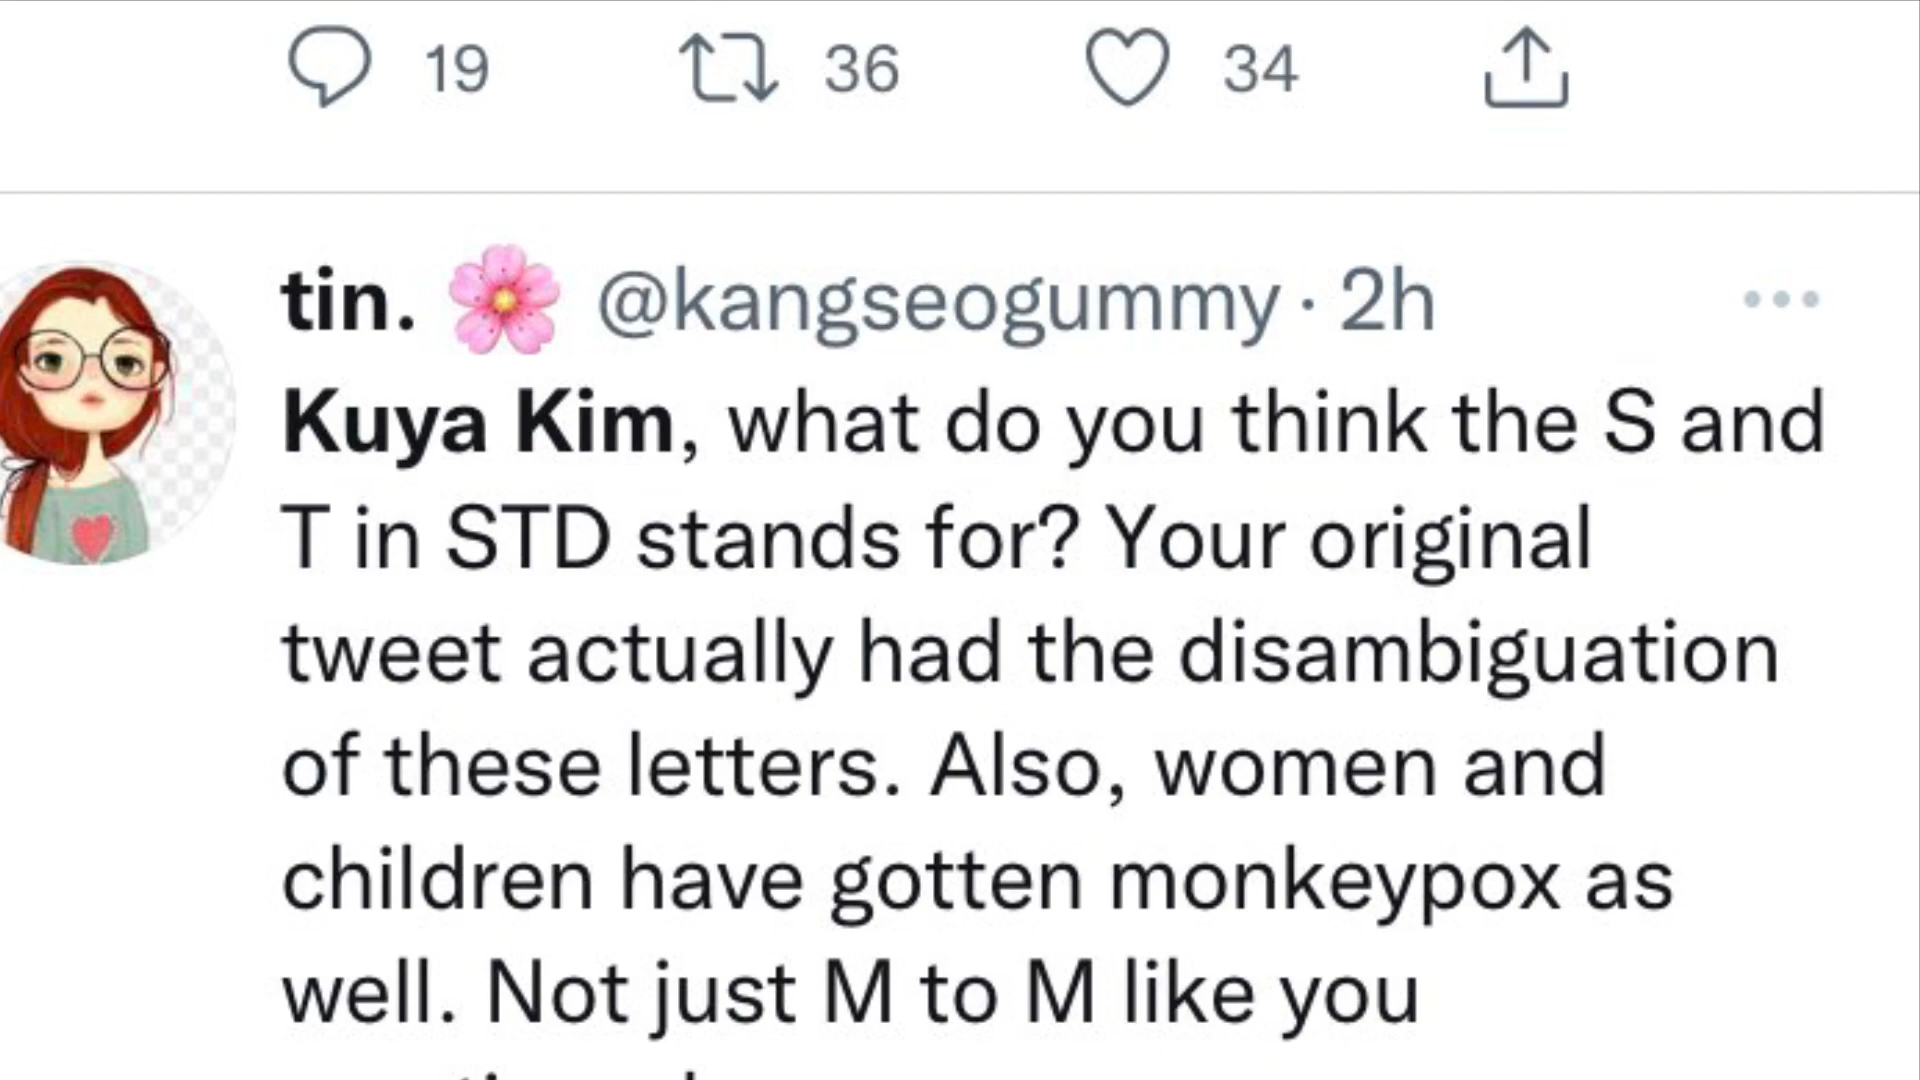 19 36 34
tin. 🌸 @kangseogummy · 2h
Kuya Kim, what do you think the S and
T in STD stands for? Your original
tweet actually had the disambiguation
of these letters. Also, women and
children have gotten monkeypox as
well. Not just M to M like you